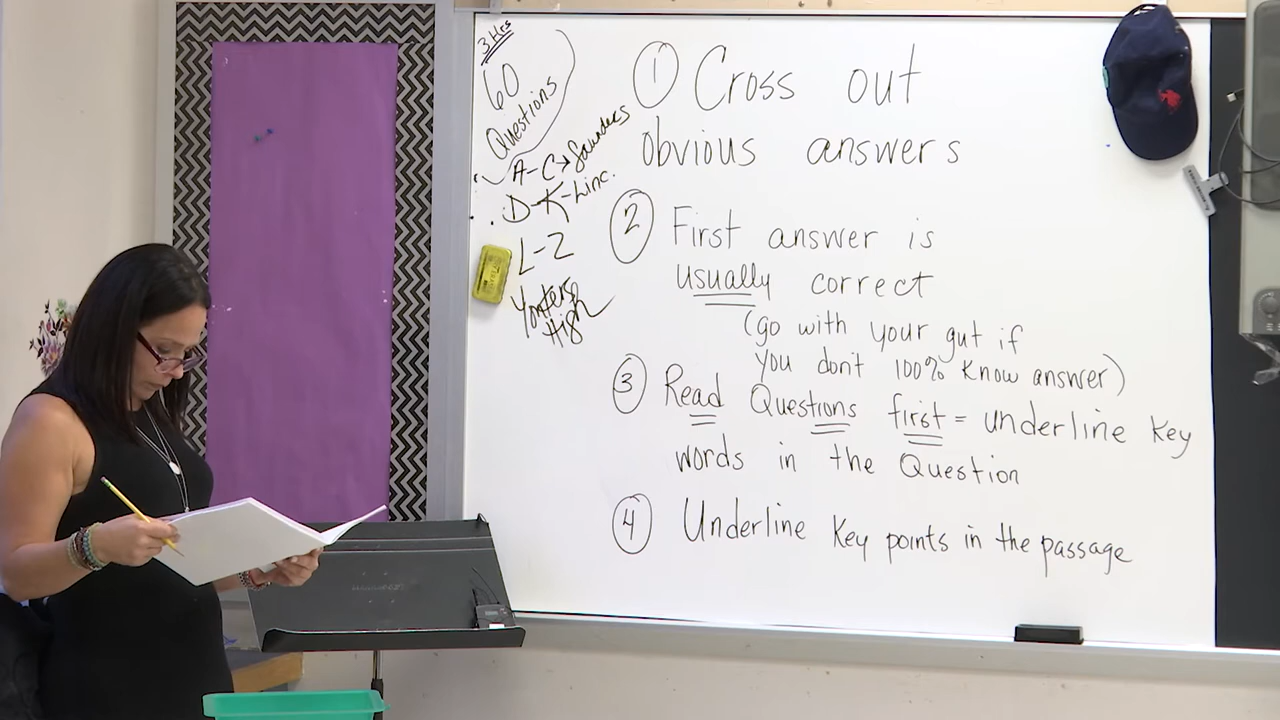 3 Hrs
60
Questions
A-C→Saunders
D-K-Linc.
L-Z
Yonkers
High
① Cross out
obvious answers
② First answer is
usually correct
(go with your gut if
you don't 100% know answer)
③ Read Questions first = underline key
words in the Question
④ Underline key points in the passage